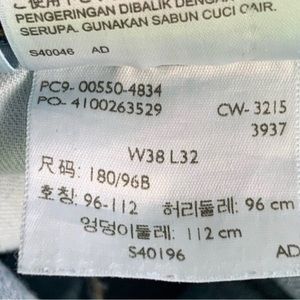 PENGERINGAN DIBALIK DENGAN
SERUPA. GUNAKAN SABUN CUCI CAIR.
S40046 AD
PC9- 00550-4834
PO- 4100263529 CW- 3215
3937
W38 L32
尺码: 180/96B
호칭: 96-112 허리둘레: 96 cm
엉덩이둘레: 112 cm
S40196 AD